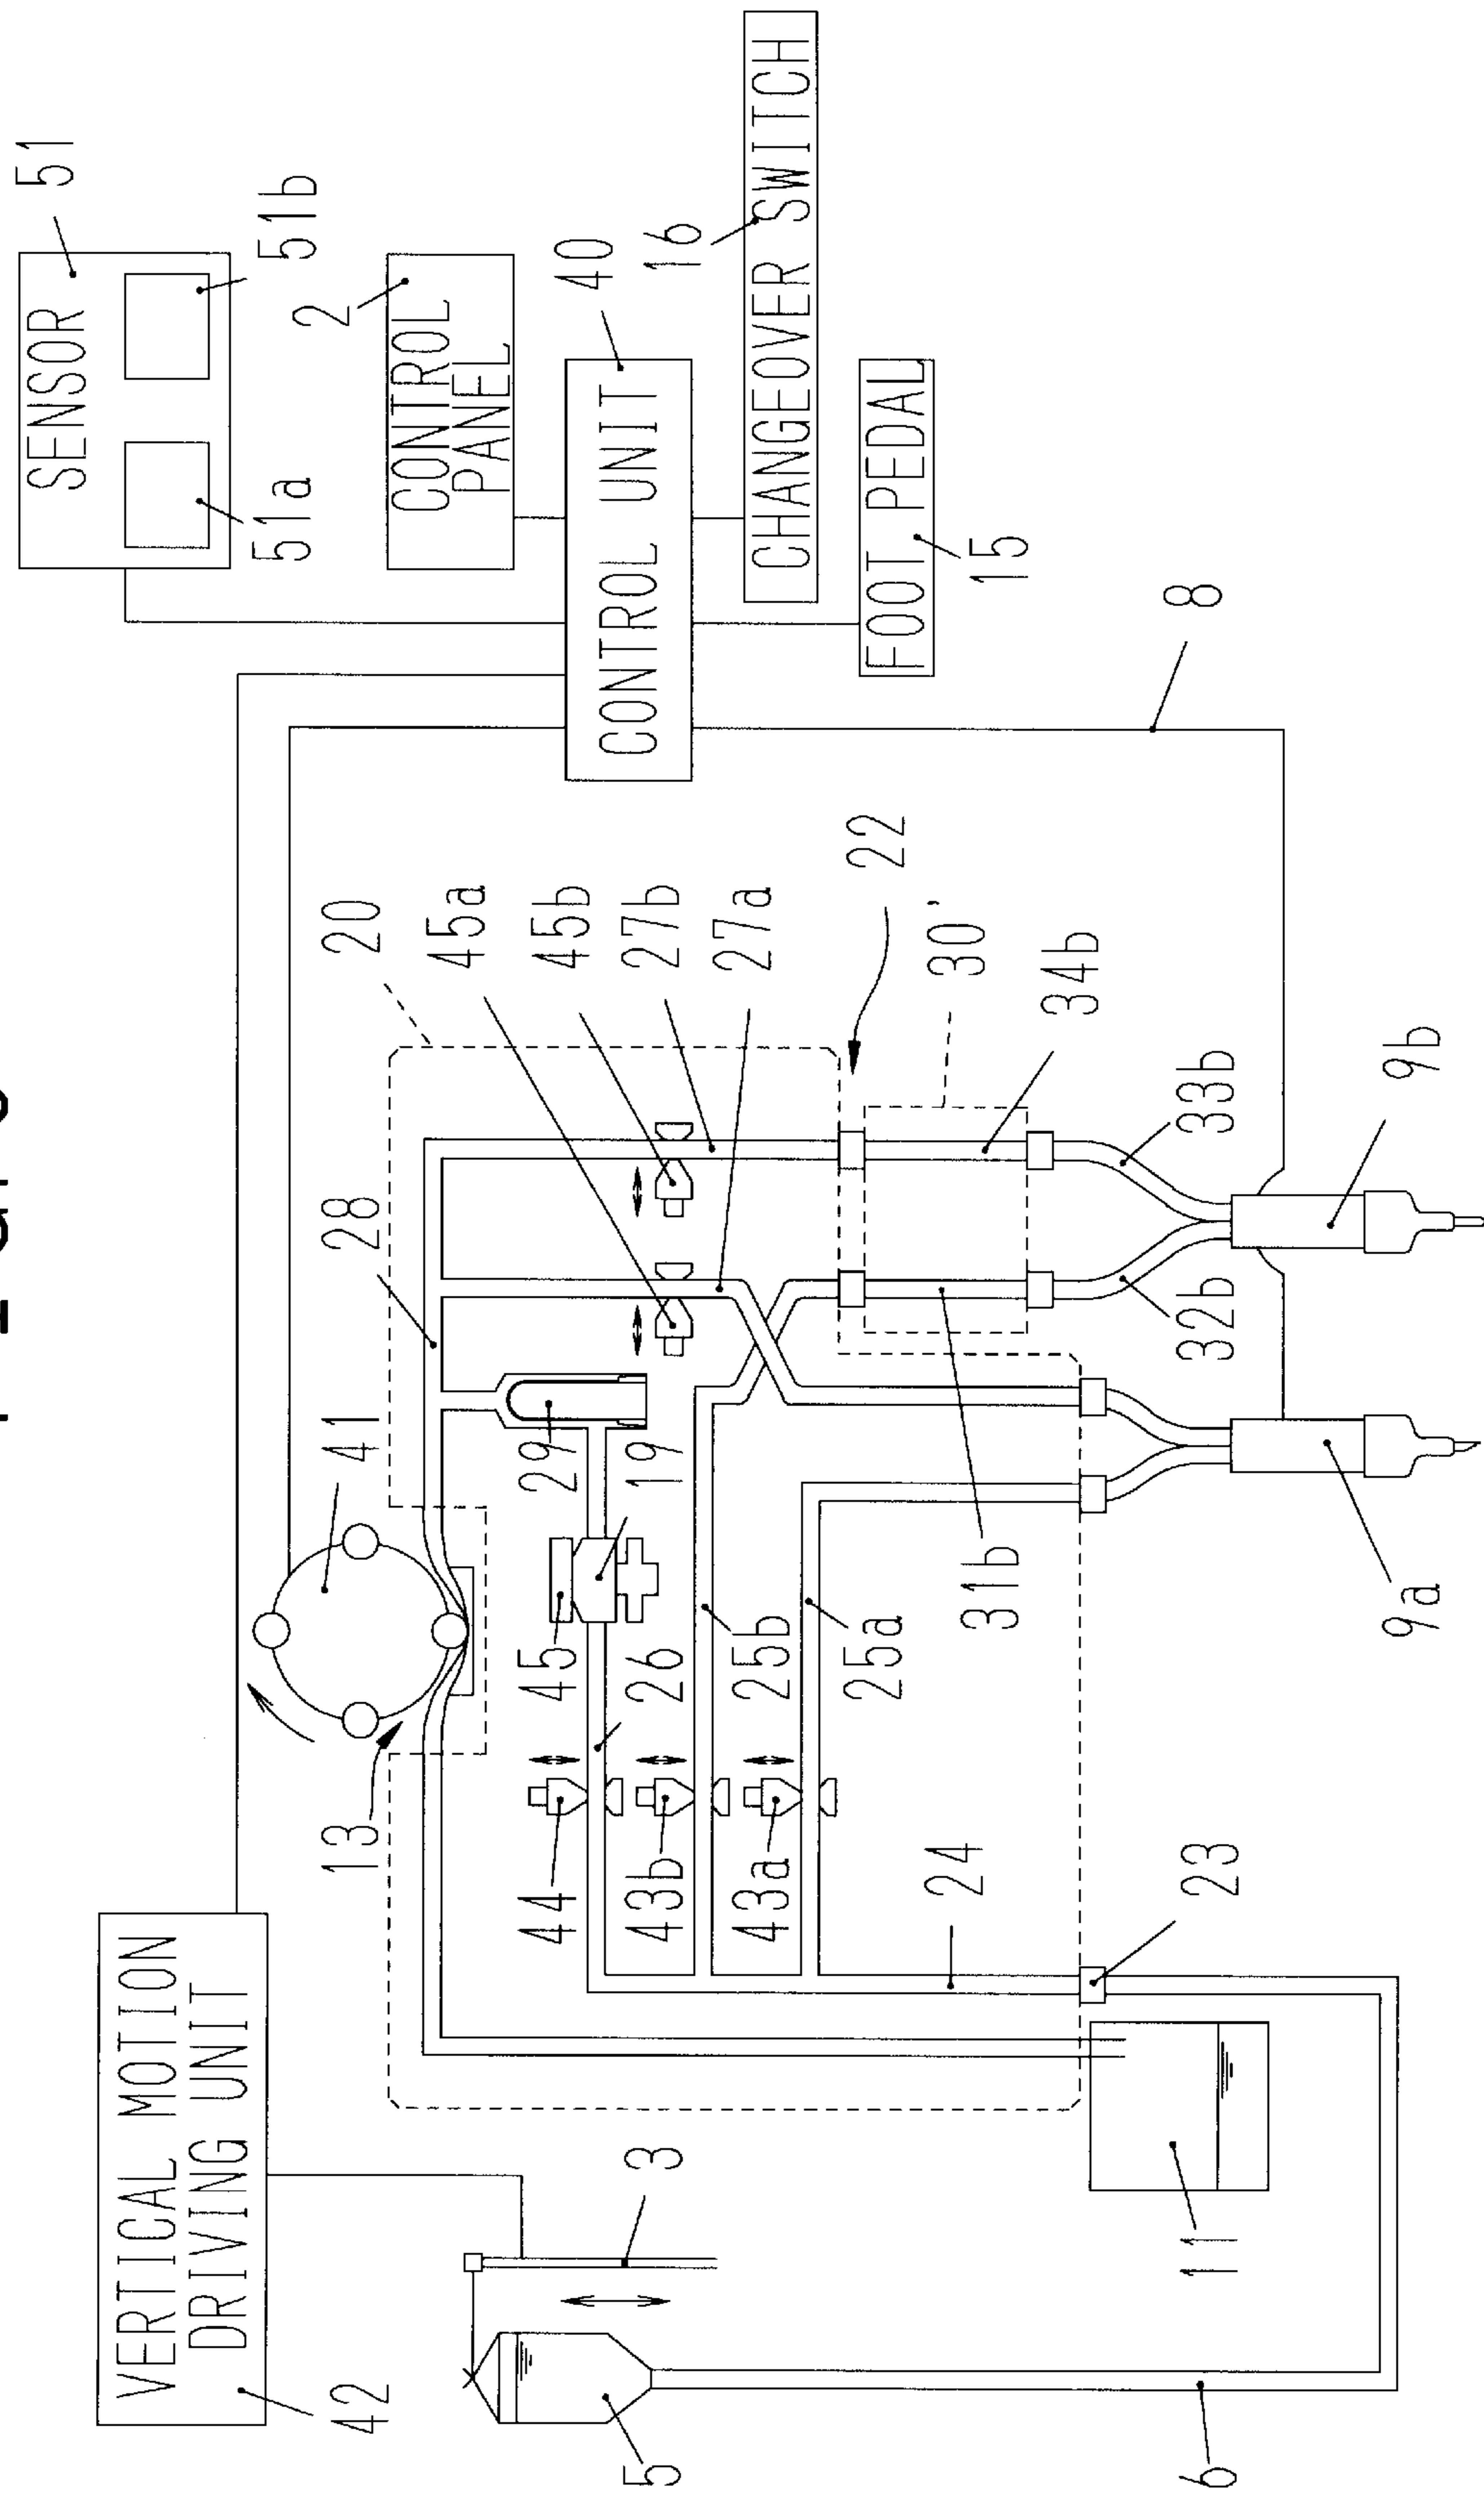 VERTICAL MOTION
DRIVING UNIT
42
SENSOR
51
51a
51b
CONTROL
PANEL
2
CONTROL UNIT
40
CHANGEOVER SWITCH
16
FOOT PEDAL
15
8
13
41
28
20
45a
45b
27b
27a
22
30'
34b
33b
9b
32b
31b
9a
29
19
45
26
25b
25a
44
43b
43a
24
23
3
11
5
6